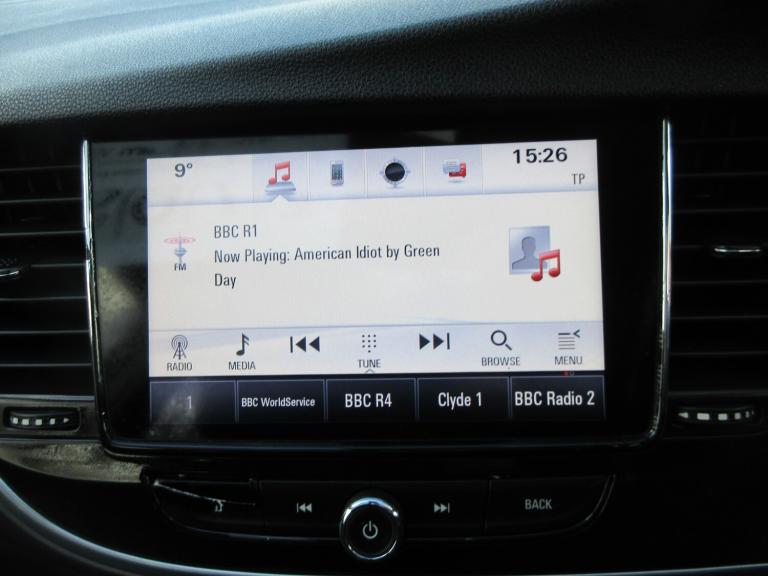 9°
15:26
TP
BBC R1
Now Playing: American Idiot by Green
Day
FM
RADIO
MEDIA
TUNE
BROWSE
MENU
1
BBC WorldService
BBC R4
Clyde 1
BBC Radio 2
BACK